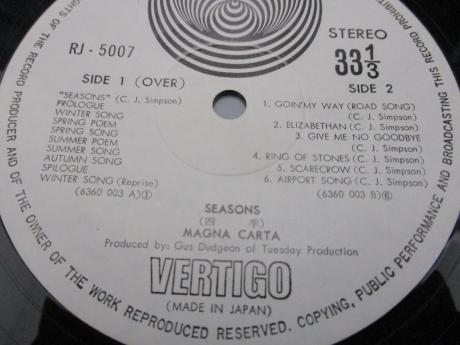 RJ - 5007
STEREO
33 1/3
SIDE 1 (OVER)
SIDE 2
"SEASONS" (C. J. Simpson)
PROLOGUE
WINTER SONG
SPRING POEM
SPRING SONG
SUMMER POEM
SUMMER SONG
AUTUMN SONG
SPILOGUE
WINTER SONG (Reprise)
(6360 003 A)①
1. GOIN'MY WAY (ROAD SONG)
(C. J. Simpson)
2. ELIZABETHAN (C. J. Simpson)
3. GIVE ME NO GOODBYE
(C. J. Simpson)
4. RING OF STONES (C. J. Simpson)
5. SCARECROW (C. J. Simpson)
6. AIRPORT SONG (C. J. Simpson)
(6360 003 B)⑥
SEASONS
(四 季)
MAGNA CARTA
Produced by: Gus Dudgeon of Tuesday Production
VERTIGO
(MADE IN JAPAN)
GHTS OF THE RECORD PRODUCER AND OF THE OWNER OF THE WORK REPRODUCED RESERVED. COPYING, PUBLIC PERFORMANCE AND BROADCASTING THIS RECORD PROHIBIT